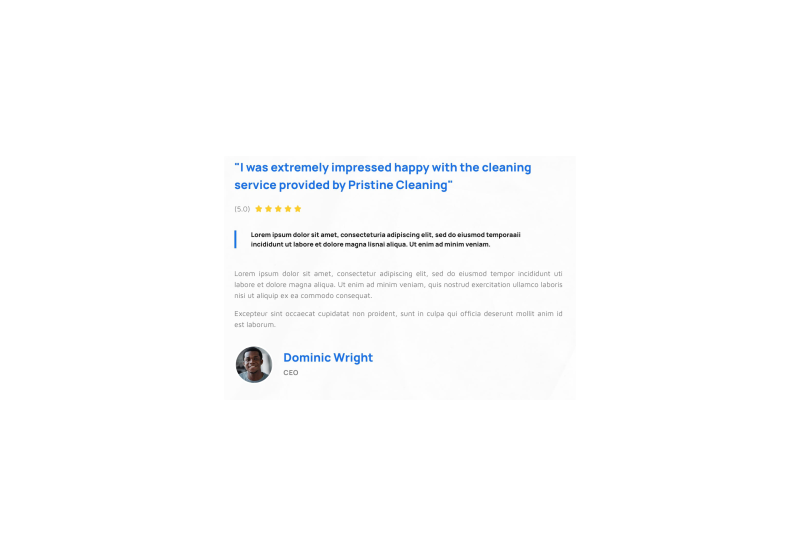 "I was extremely impressed happy with the cleaning
service provided by Pristine Cleaning"
(5.0)
Lorem ipsum dolor sit amet, consecteturia adipiscing elit, sed do eiusmod temporaaii
incididunt ut labore et dolore magna lisnai aliqua. Ut enim ad minim veniam.
Lorem ipsum dolor sit amet, consectetur adipiscing elit, sed do eiusmod tempor incididunt uti
labore et dolore magna aliqua. Ut enim ad minim veniam, quis nostrud exercitation ullamco laboris
nisi ut aliquip ex ea commodo consequat.
Excepteur sint occaecat cupidatat non proident, sunt in culpa qui officia deserunt mollit anim id
est laborum.
Dominic Wright
CEO